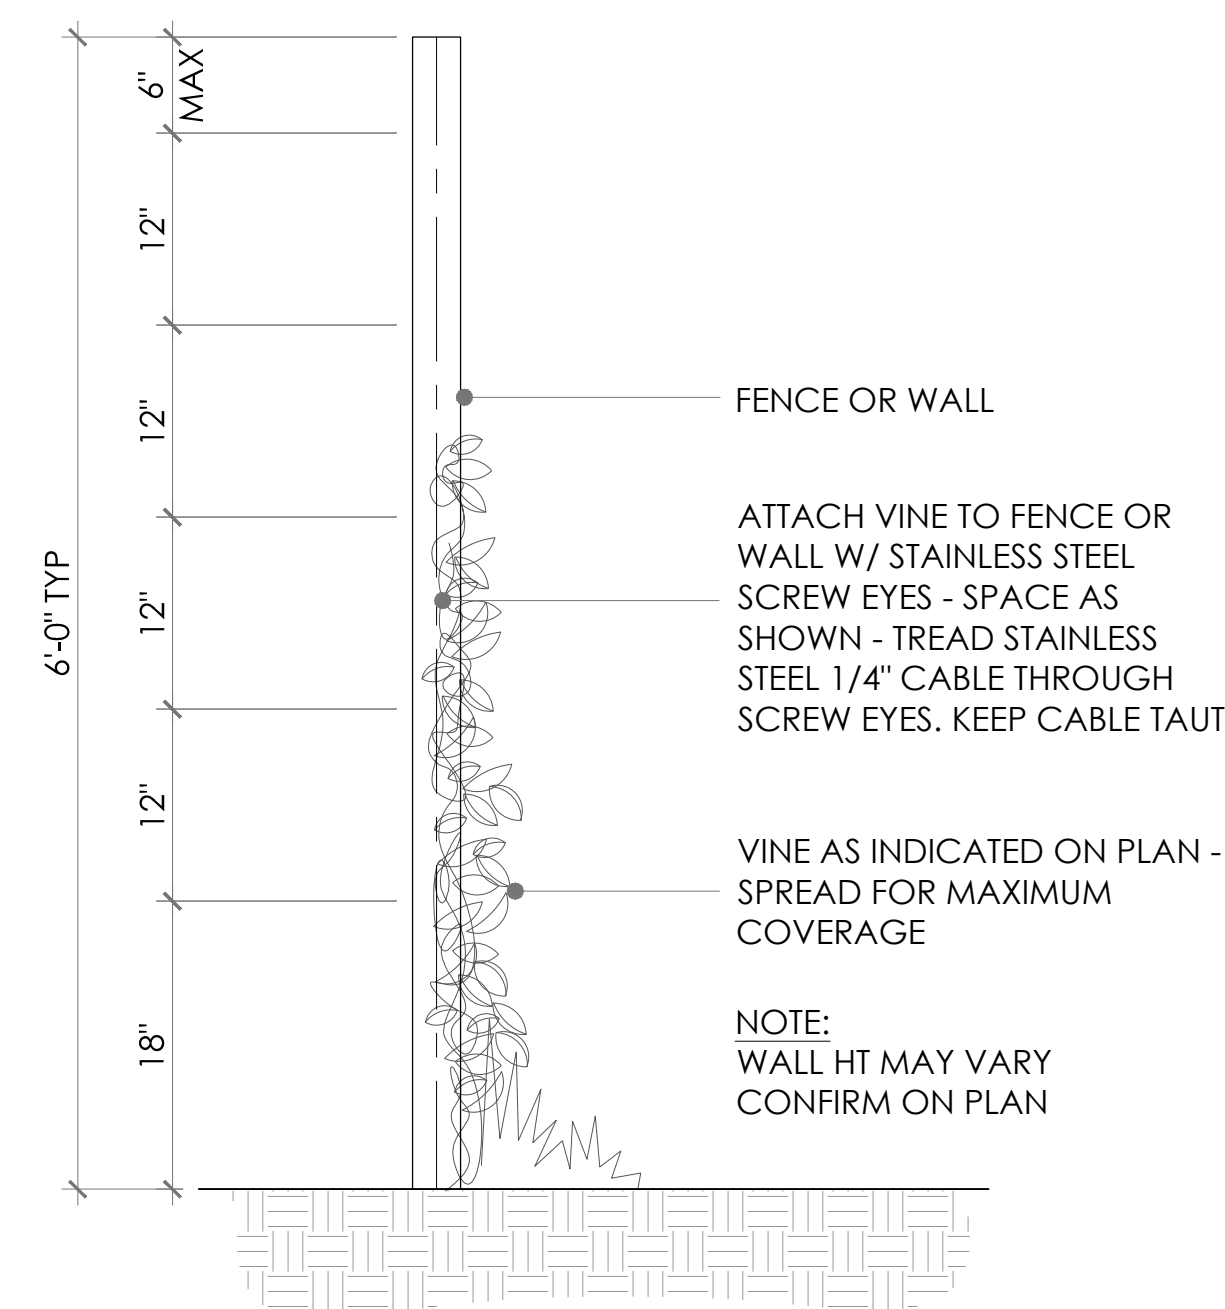 6"
MAX
12"
12"
12"
12"
18"
6'-0" TYP
FENCE OR WALL
ATTACH VINE TO FENCE OR
WALL W/ STAINLESS STEEL
SCREW EYES - SPACE AS
SHOWN - TREAD STAINLESS
STEEL 1/4" CABLE THROUGH
SCREW EYES. KEEP CABLE TAUT
VINE AS INDICATED ON PLAN -
SPREAD FOR MAXIMUM
COVERAGE
NOTE:
WALL HT MAY VARY
CONFIRM ON PLAN